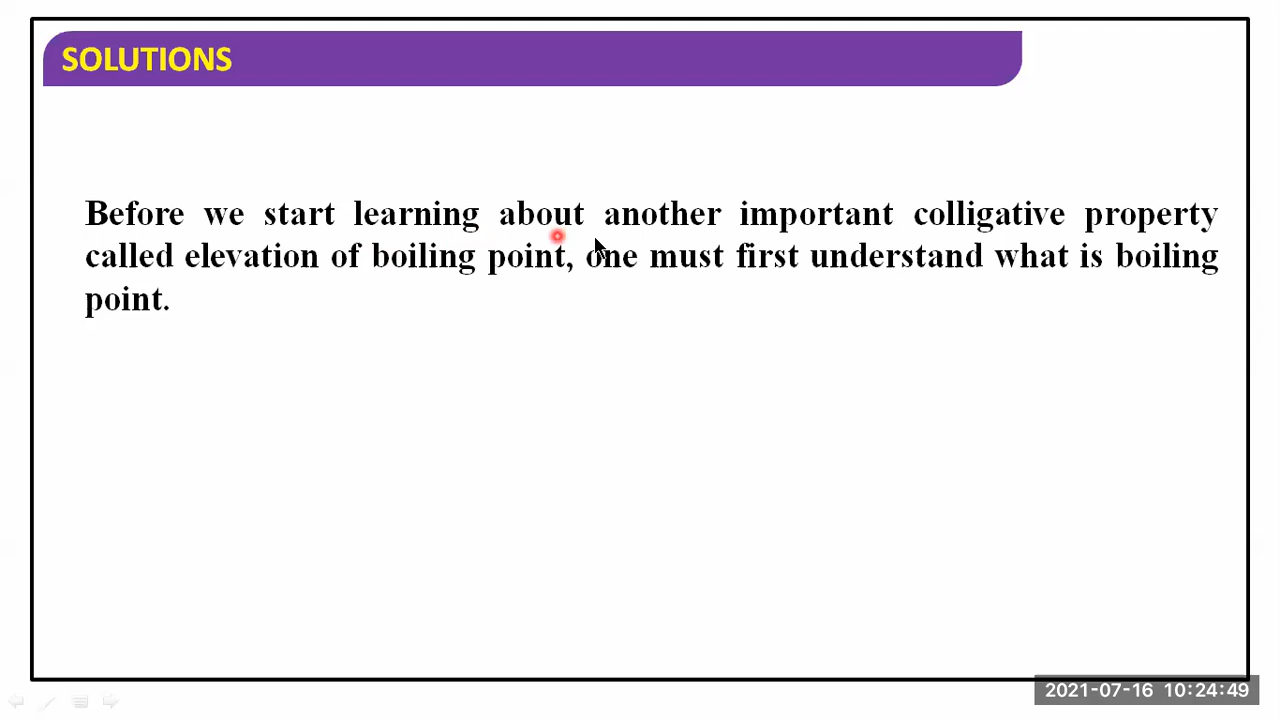 SOLUTIONS
Before we start learning about another important colligative property
called elevation of boiling point, one must first understand what is boiling
point.
2021-07-16 10:24:49